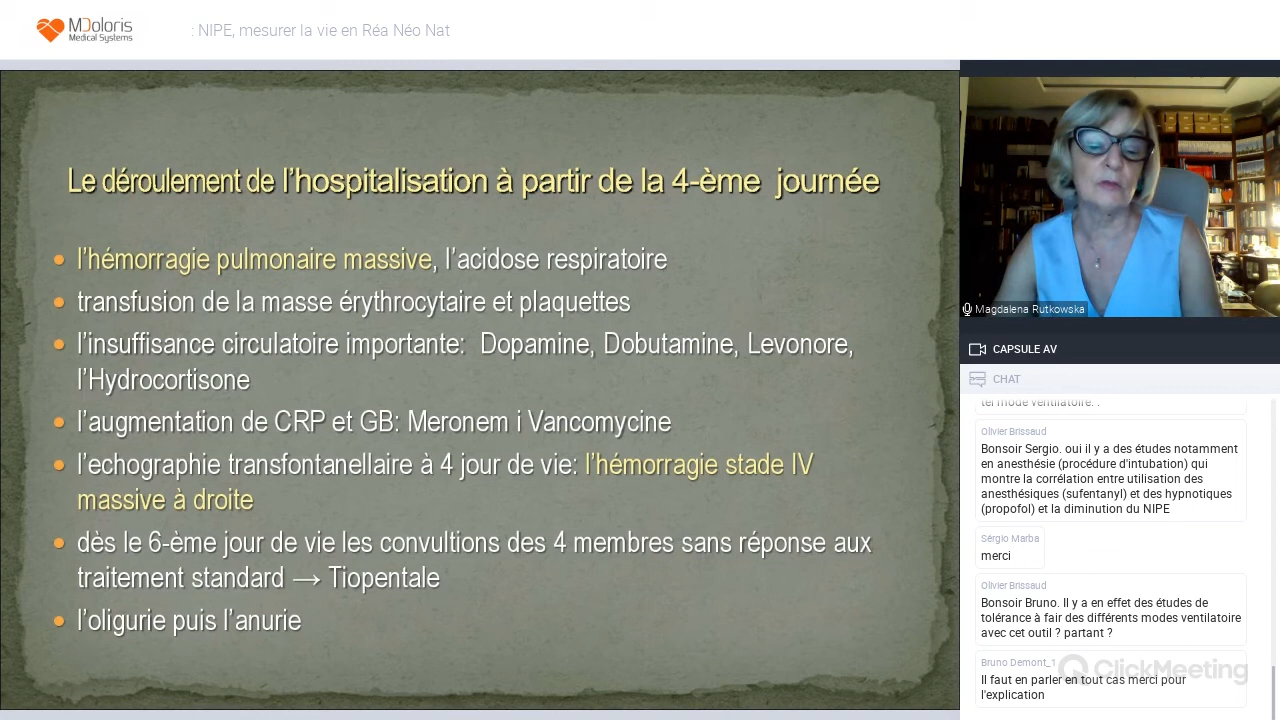 MDoloris
Medical Systems
: NIPE, mesurer la vie en Réa Néo Nat
Le déroulement de l'hospitalisation à partir de la 4-ème journée
l'hémorragie pulmonaire massive, l'acidose respiratoire
transfusion de la masse érythrocytaire et plaquettes
l'insuffisance circulatoire importante: Dopamine, Dobutamine, Levonore,
l'Hydrocortisone
l'augmentation de CRP et GB: Meronem i Vancomycine
l'echographie transfontanellaire à 4 jour de vie: l'hémorragie stade IV
massive à droite
dès le 6-ème jour de vie les convultions des 4 membres sans réponse aux
traitement standard → Tiopentale
l'oligurie puis l'anurie
Magdalena Rutkowska
CAPSULE AV
CHAT
tel mode ventilatoire. .
Olivier Brissaud
Bonsoir Sergio. oui il y a des études notamment
en anesthésie (procédure d'intubation) qui
montre la corrélation entre utilisation des
anesthésiques (sufentanyl) et des hypnotiques
(propofol) et la diminution du NIPE
Sérgio Marba
merci
Olivier Brissaud
Bonsoir Bruno. Il y a en effet des études de
tolérance à fair des différents modes ventilatoire
avec cet outil ? partant ?
Bruno Demont_1
Il faut en parler en tout cas merci pour
l'explication
ClickMeeting